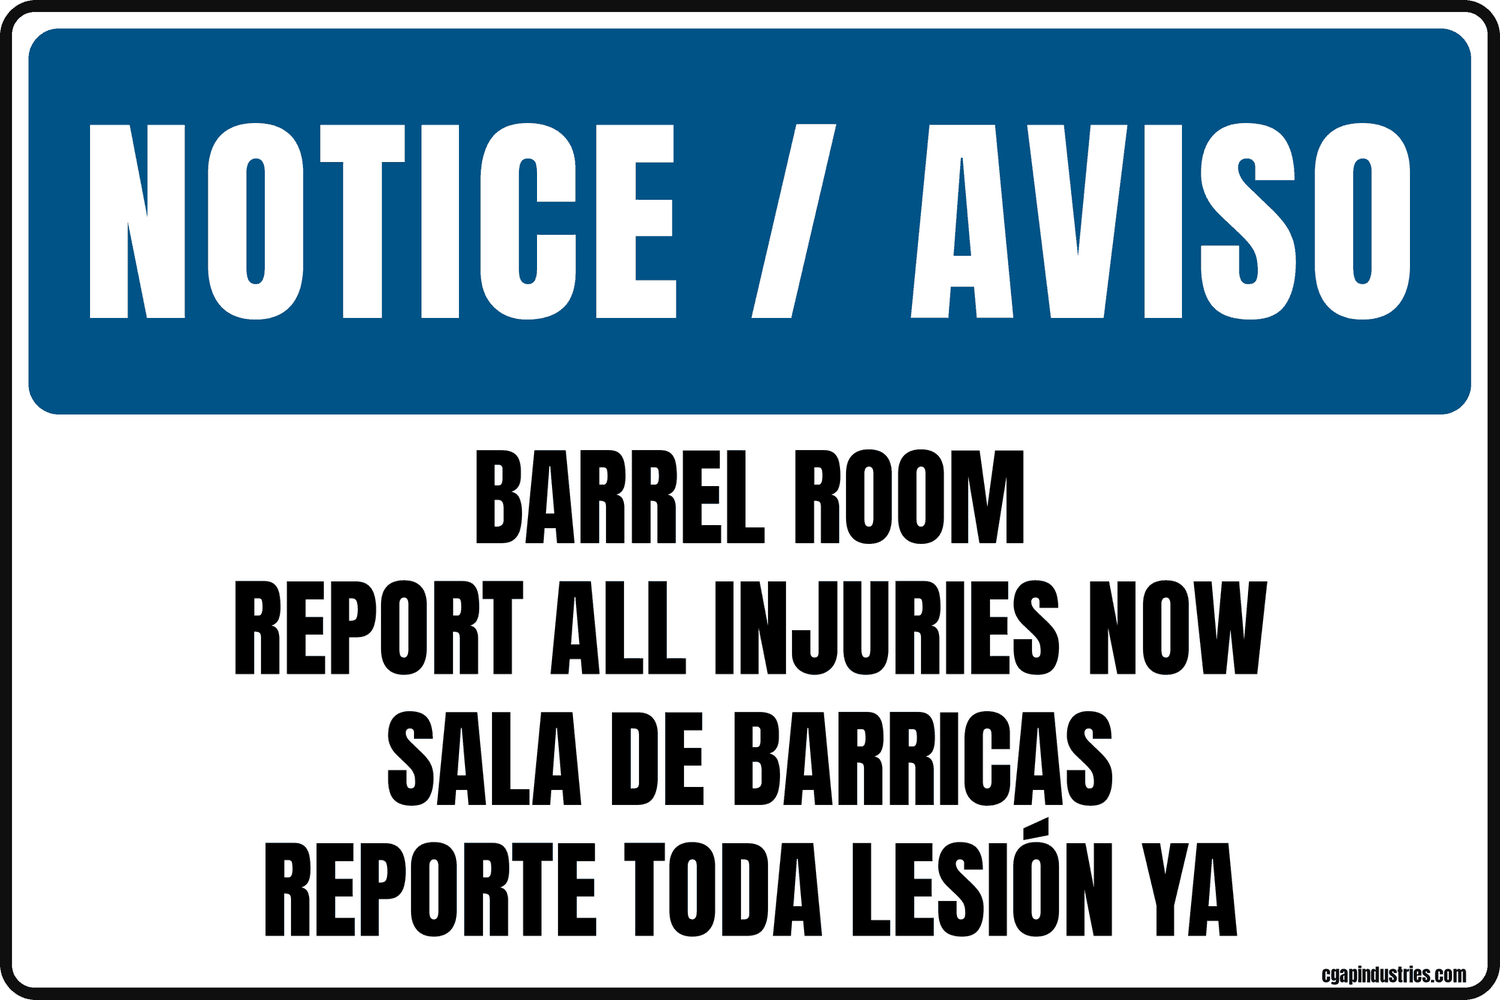 NOTICE / AVISO
BARREL ROOM
REPORT ALL INJURIES NOW
SALA DE BARRICAS
REPORTE TODA LESIÓN YA
cgapindustries.com